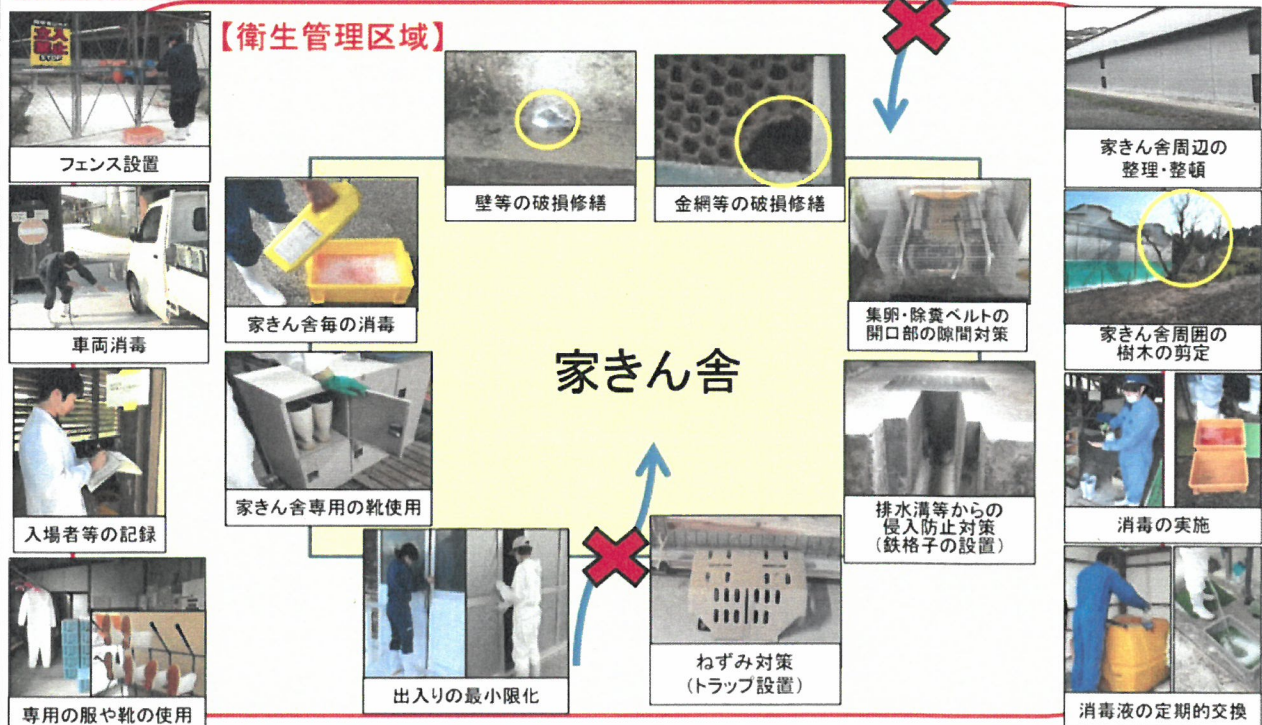 【衛生管理区域】
立入
禁止
フェンス設置
車両消毒
入場者等の記録
専用の服や靴の使用
壁等の破損修繕
金網等の破損修繕
家きん舎毎の消毒
家きん舎専用の靴使用
家きん舎
集卵・除糞ベルトの
開口部の隙間対策
排水溝等からの
侵入防止対策
(鉄格子の設置)
出入りの最小限化
ねずみ対策
(トラップ設置)
家きん舎周辺の
整理・整頓
家きん舎周囲の
樹木の剪定
消毒の実施
消毒液の定期的交換